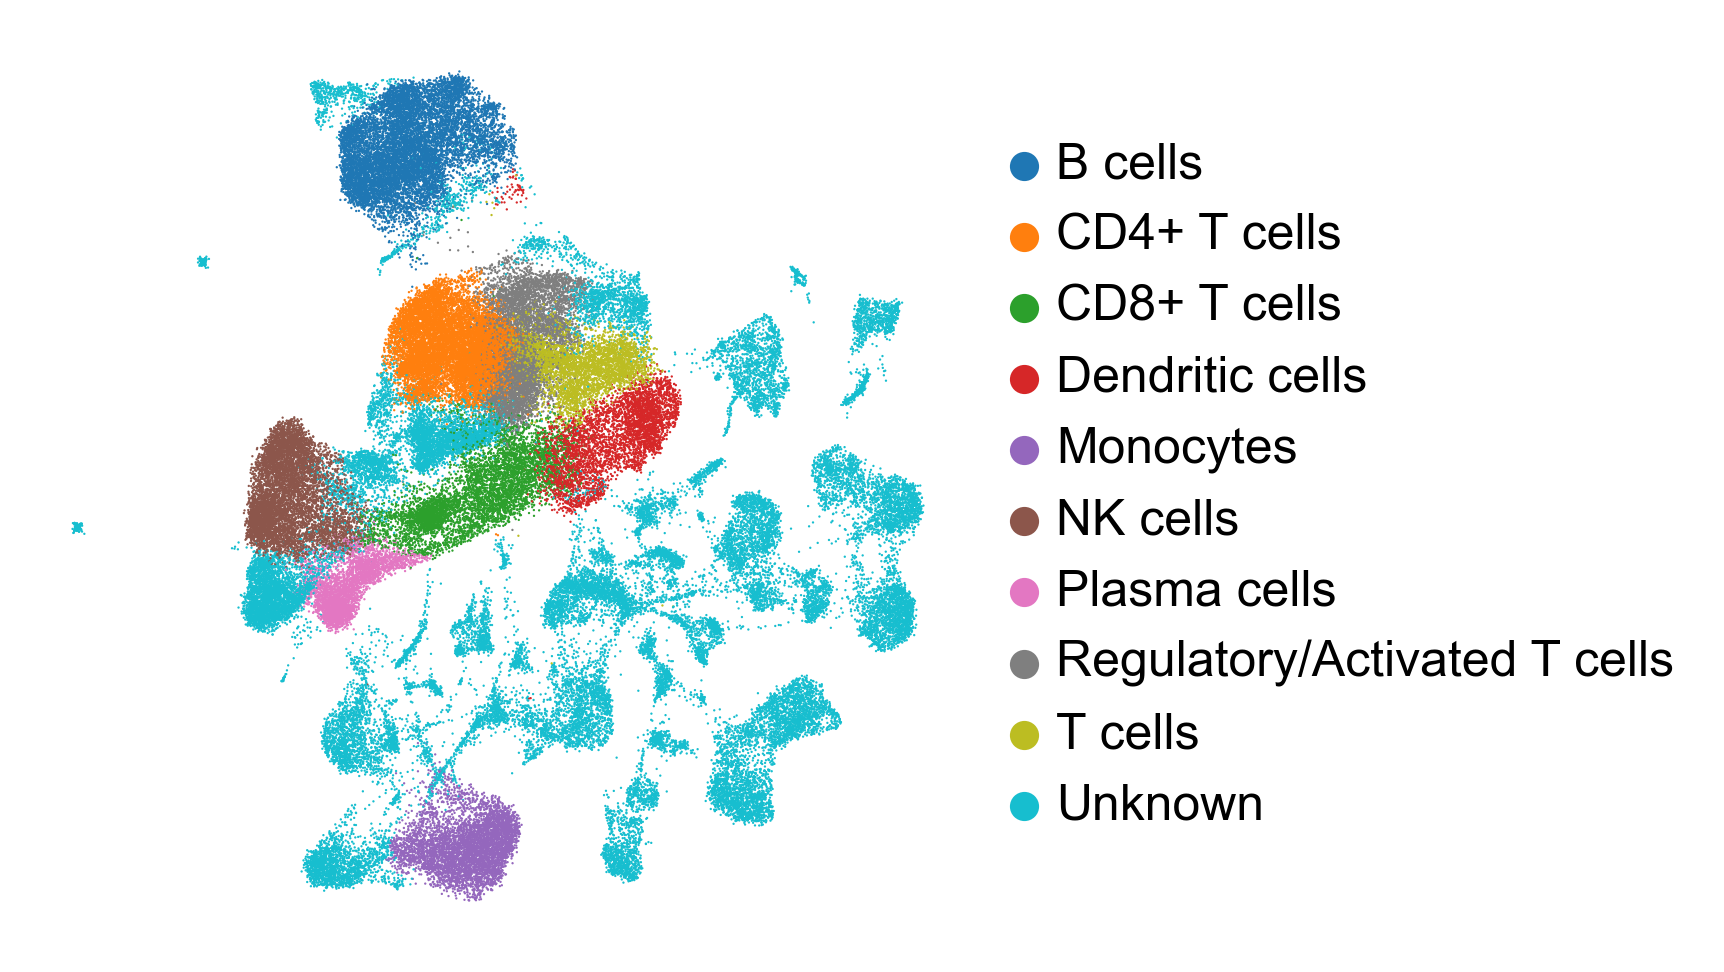 B cells
CD4+ T cells
CD8+ T cells
Dendritic cells
Monocytes
NK cells
Plasma cells
Regulatory/Activated T cells
T cells
Unknown